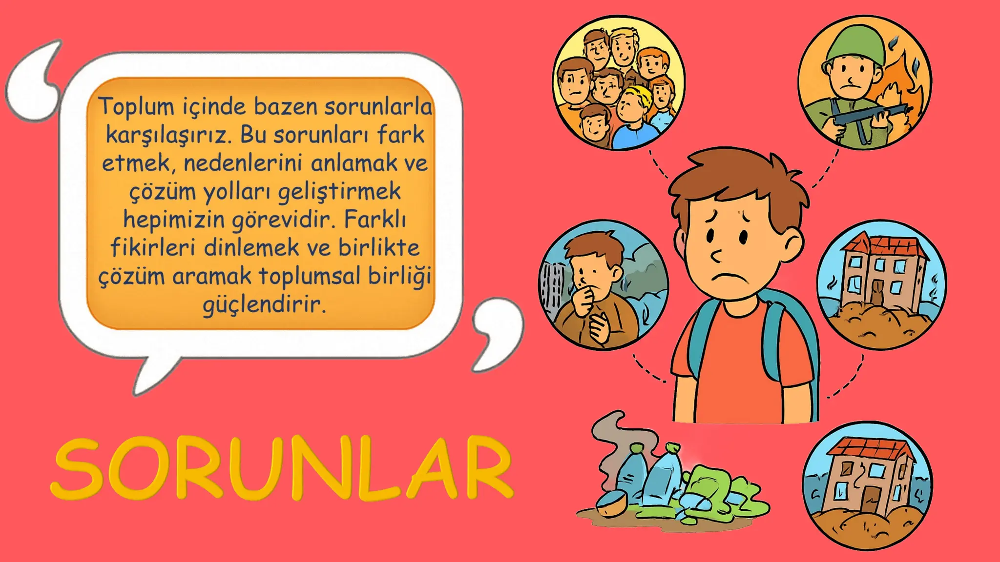 Toplum içinde bazen sorunlarla
karşılaşırız. Bu sorunları fark
etmek, nedenlerini anlamak ve
çözüm yolları geliştirmek
hepimizin görevidir. Farklı
fikirleri dinlemek ve birlikte
çözüm aramak toplumsal birliği
güçlendirir.
SORUNLAR